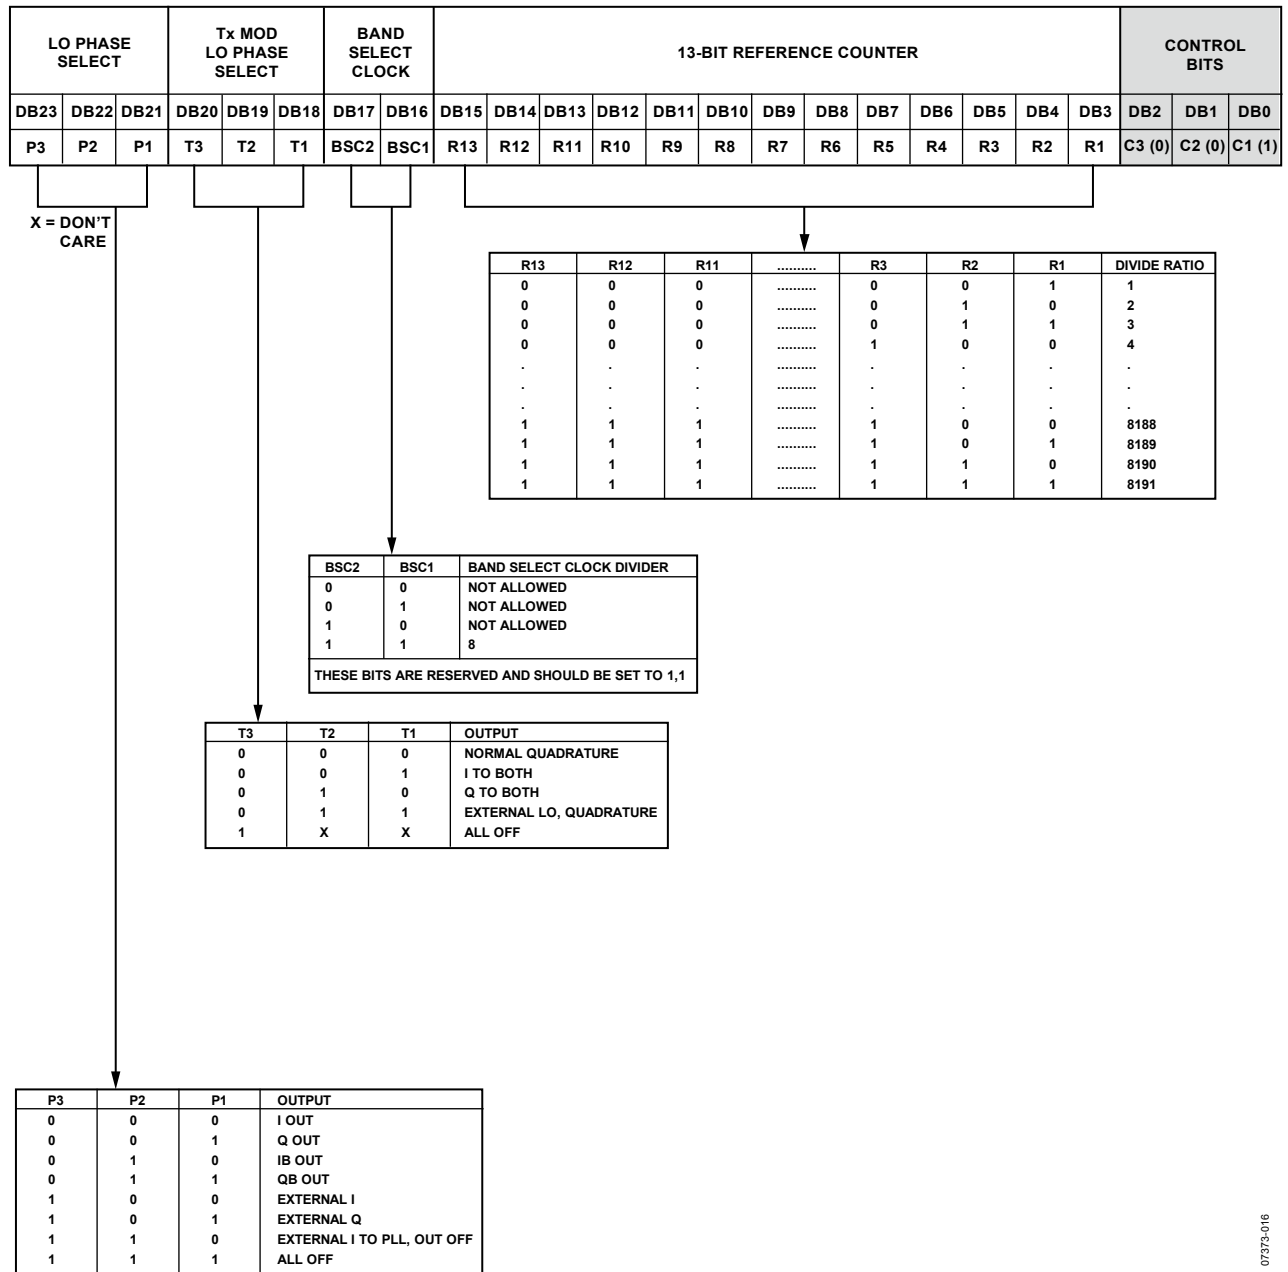 LO PHASE SELECT Tx MOD LO PHASE SELECT BAND SELECT CLOCK 13-BIT REFERENCE COUNTER CONTROL BITS
DB23 DB22 DB21 DB20 DB19 DB18 DB17 DB16 DB15 DB14 DB13 DB12 DB11 DB10 DB9 DB8 DB7 DB6 DB5 DB4 DB3 DB2 DB1 DB0
P3 P2 P1 T3 T2 T1 BSC2 BSC1 R13 R12 R11 R10 R9 R8 R7 R6 R5 R4 R3 R2 R1 C3 (0) C2 (0) C1 (1)
X = DON'T
CARE
R13 R12 R11 .......... R3 R2 R1 DIVIDE RATIO
0 0 0 .......... 0 0 1 1
0 0 0 .......... 0 1 0 2
0 0 0 .......... 0 1 1 3
0 0 0 .......... 1 0 0 4
. . . .......... . . . .
. . . .......... . . . .
. . . .......... . . . .
1 1 1 .......... 1 0 0 8188
1 1 1 .......... 1 0 1 8189
1 1 1 .......... 1 1 0 8190
1 1 1 .......... 1 1 1 8191
BSC2 BSC1 BAND SELECT CLOCK DIVIDER
0 0 NOT ALLOWED
0 1 NOT ALLOWED
1 0 NOT ALLOWED
1 1 8
THESE BITS ARE RESERVED AND SHOULD BE SET TO 1,1
T3 T2 T1 OUTPUT
0 0 0 NORMAL QUADRATURE
0 0 1 I TO BOTH
0 1 0 Q TO BOTH
0 1 1 EXTERNAL LO, QUADRATURE
1 X X ALL OFF
P3 P2 P1 OUTPUT
0 0 0 I OUT
0 0 1 Q OUT
0 1 0 IB OUT
0 1 1 QB OUT
1 0 0 EXTERNAL I
1 0 1 EXTERNAL Q
1 1 0 EXTERNAL I TO PLL, OUT OFF
1 1 1 ALL OFF
07373-016